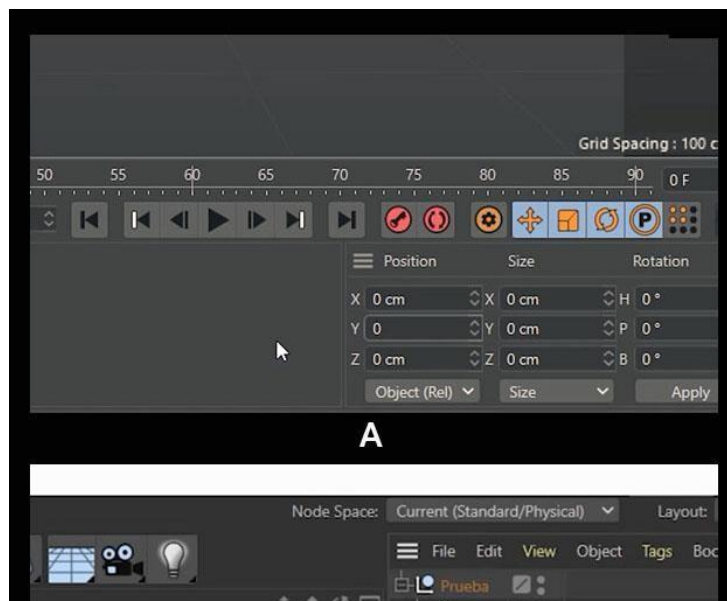 Grid Spacing : 100 c
50 55 60 65 70 75 80 85 90 0 F
P
Position Size Rotation
X 0 cm X 0 cm H 0 °
Y 0 Y 0 cm P 0 °
Z 0 cm Z 0 cm B 0 °
Object (Rel) Size Apply
A
Node Space: Current (Standard/Physical) Layout:
File Edit View Object Tags Boo
Prueba